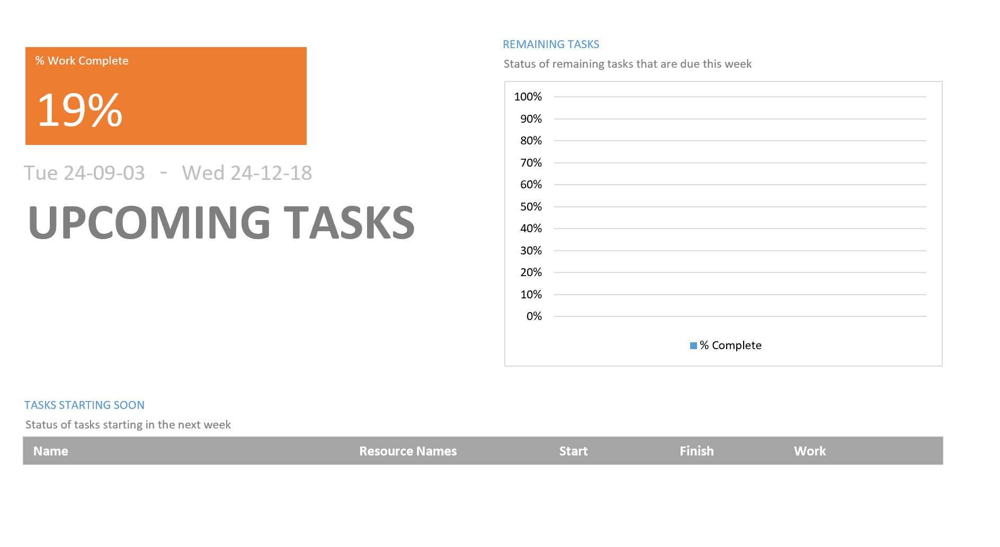 % Work Complete
19%
Tue 24-09-03 - Wed 24-12-18
UPCOMING TASKS
REMAINING TASKS
Status of remaining tasks that are due this week
100%
90%
80%
70%
60%
50%
40%
30%
20%
10%
0%
% Complete
TASKS STARTING SOON
Status of tasks starting in the next week
Name Resource Names Start Finish Work